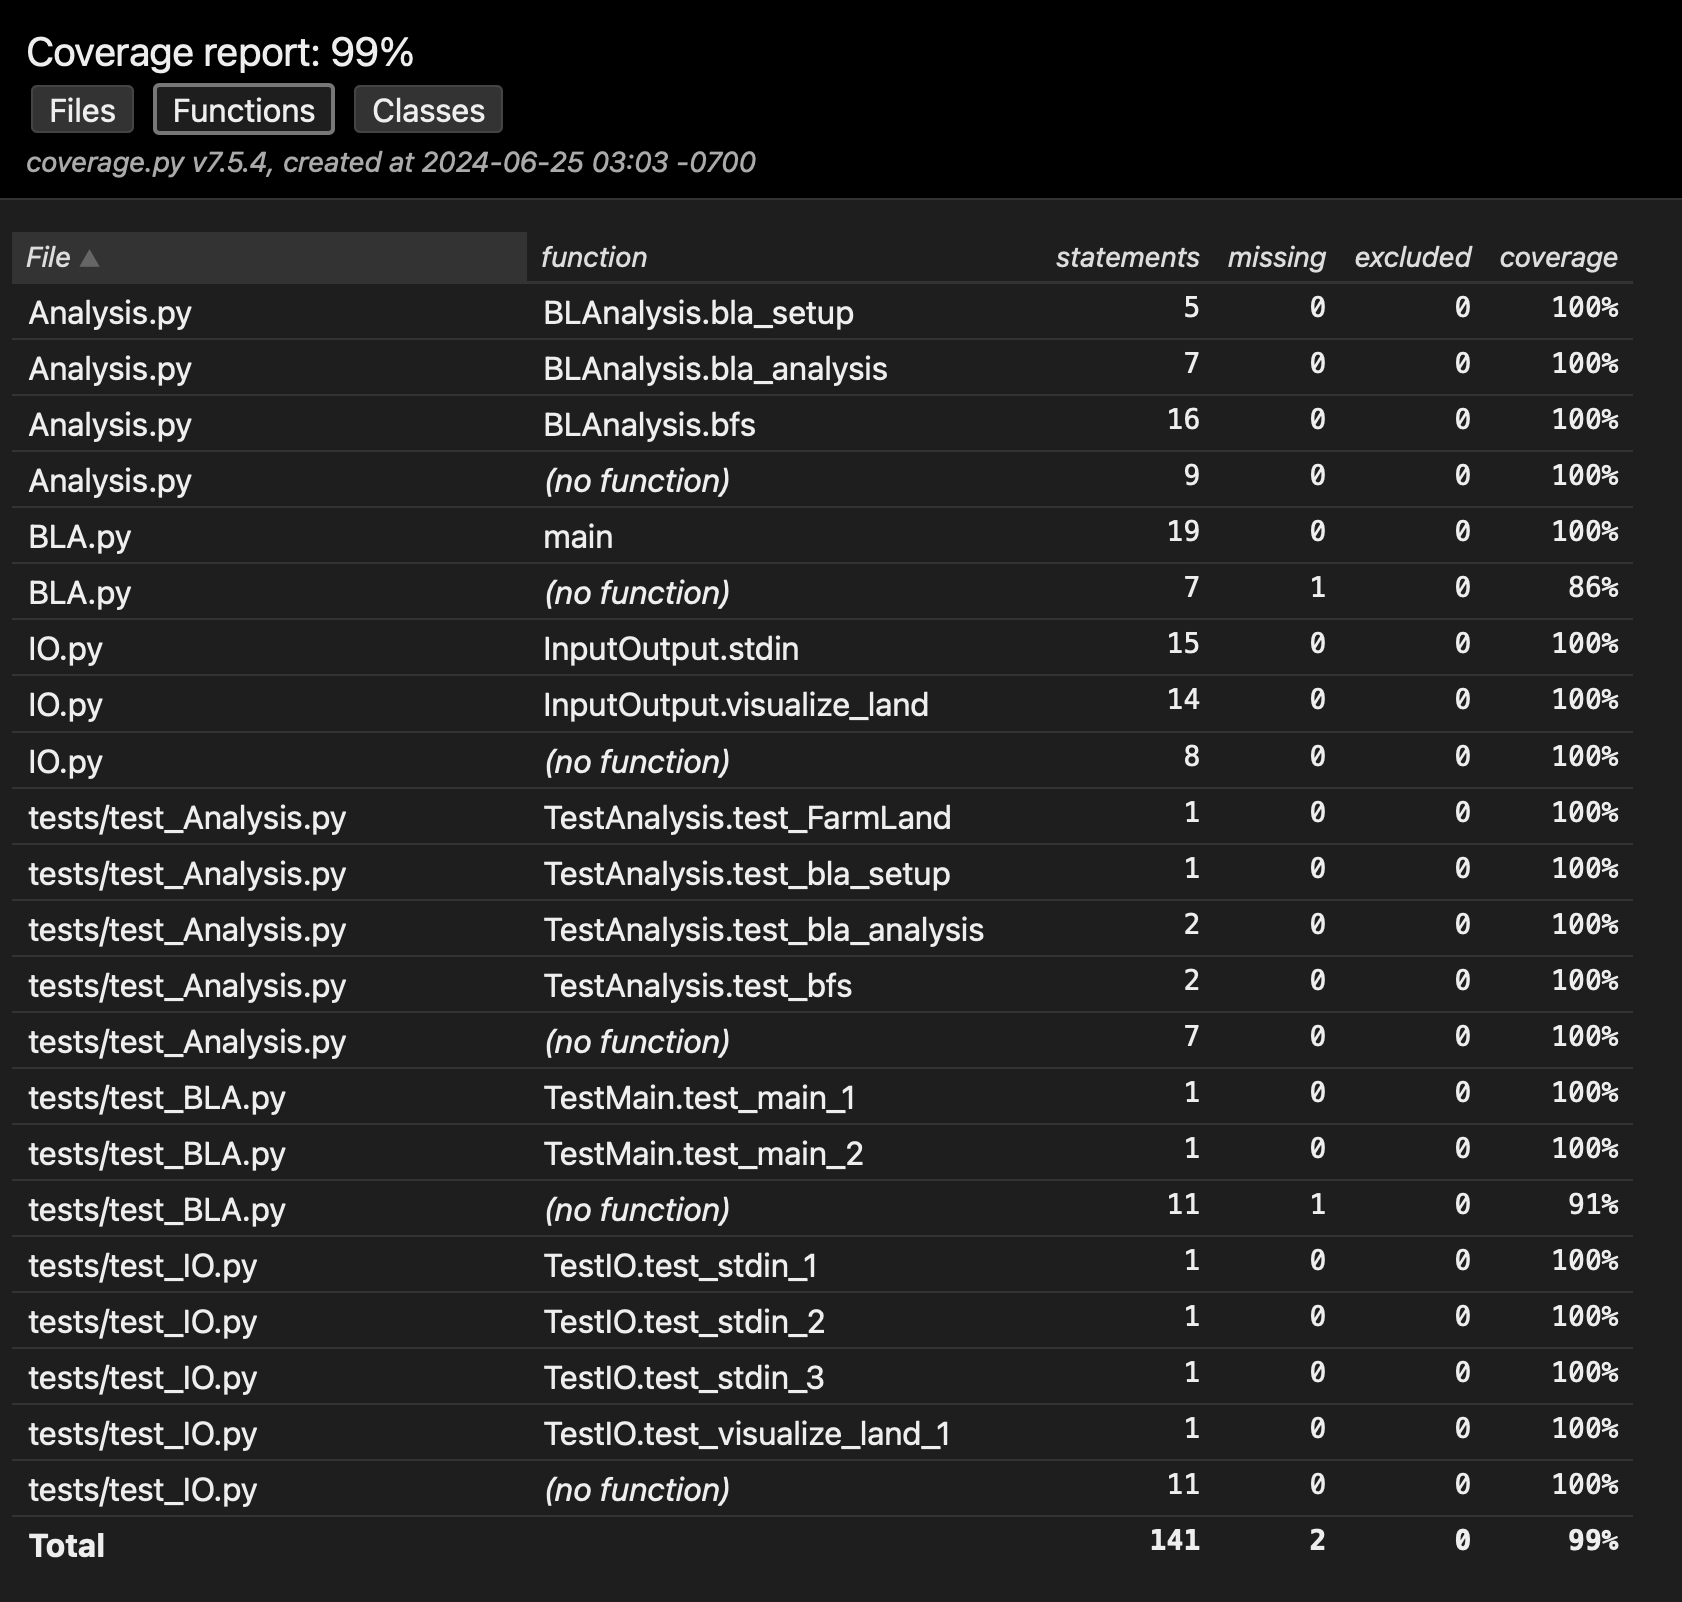 Coverage report: 99%
Files Functions Classes
coverage.py v7.5.4, created at 2024-06-25 03:03 -0700
File ▲ function statements missing excluded coverage
Analysis.py BLAnalysis.bla_setup 5 0 0 100%
Analysis.py BLAnalysis.bla_analysis 7 0 0 100%
Analysis.py BLAnalysis.bfs 16 0 0 100%
Analysis.py (no function) 9 0 0 100%
BLA.py main 19 0 0 100%
BLA.py (no function) 7 1 0 86%
IO.py InputOutput.stdin 15 0 0 100%
IO.py InputOutput.visualize_land 14 0 0 100%
IO.py (no function) 8 0 0 100%
tests/test_Analysis.py TestAnalysis.test_FarmLand 1 0 0 100%
tests/test_Analysis.py TestAnalysis.test_bla_setup 1 0 0 100%
tests/test_Analysis.py TestAnalysis.test_bla_analysis 2 0 0 100%
tests/test_Analysis.py TestAnalysis.test_bfs 2 0 0 100%
tests/test_Analysis.py (no function) 7 0 0 100%
tests/test_BLA.py TestMain.test_main_1 1 0 0 100%
tests/test_BLA.py TestMain.test_main_2 1 0 0 100%
tests/test_BLA.py (no function) 11 1 0 91%
tests/test_IO.py TestIO.test_stdin_1 1 0 0 100%
tests/test_IO.py TestIO.test_stdin_2 1 0 0 100%
tests/test_IO.py TestIO.test_stdin_3 1 0 0 100%
tests/test_IO.py TestIO.test_visualize_land_1 1 0 0 100%
tests/test_IO.py (no function) 11 0 0 100%
Total 141 2 0 99%